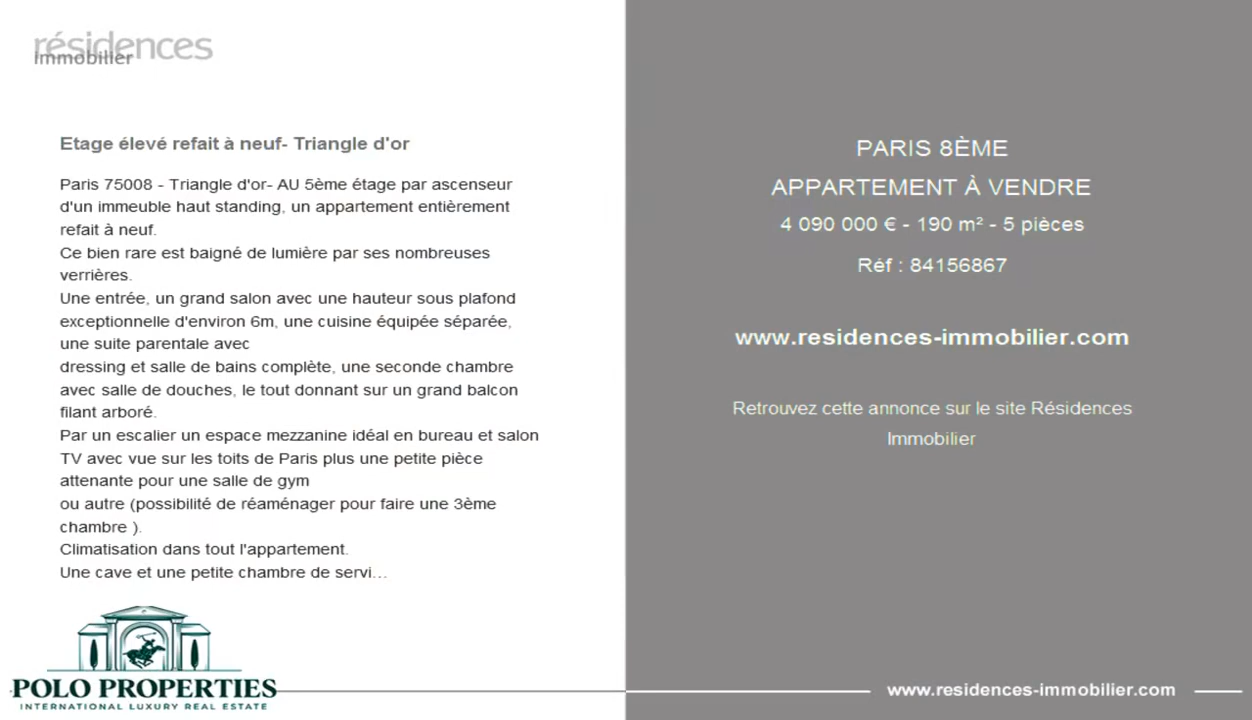 résidences
immobilier
Etage élevé refait à neuf- Triangle d'or
Paris 75008 - Triangle d'or- AU 5ème étage par ascenseur
d'un immeuble haut standing, un appartement entièrement
refait à neuf.
Ce bien rare est baigné de lumière par ses nombreuses
verrières.
Une entrée, un grand salon avec une hauteur sous plafond
exceptionnelle d'environ 6m, une cuisine équipée séparée,
une suite parentale avec
dressing et salle de bains complète, une seconde chambre
avec salle de douches, le tout donnant sur un grand balcon
filant arboré.
Par un escalier un espace mezzanine idéal en bureau et salon
TV avec vue sur les toits de Paris plus une petite pièce
attenante pour une salle de gym
ou autre (possibilité de réaménager pour faire une 3ème
chambre ).
Climatisation dans tout l'appartement.
Une cave et une petite chambre de servi…
POLO PROPERTIES
INTERNATIONAL LUXURY REAL ESTATE
PARIS 8ÈME
APPARTEMENT À VENDRE
4 090 000 € - 190 m² - 5 pièces
Réf : 84156867
www.residences-immobilier.com
Retrouvez cette annonce sur le site Résidences
Immobilier
www.residences-immobilier.com